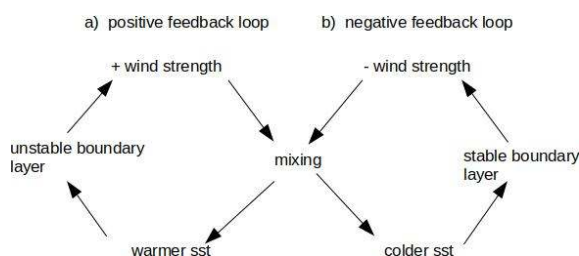 a) positive feedback loop
b) negative feedback loop
+ wind strength
- wind strength
unstable boundary
layer
mixing
stable boundary
layer
warmer sst
colder sst